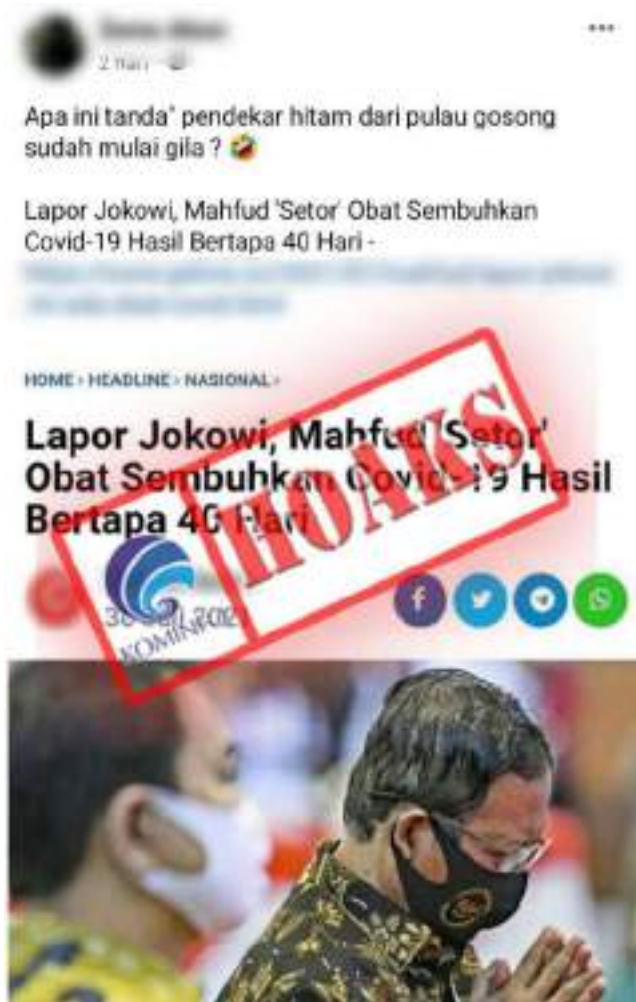 Apa ini tanda" pendekar hitam dari pulau gosong
sudah mulai gila ? 🤣
Lapor Jokowi, Mahfud 'Setor' Obat Sembuhkan
Covid-19 Hasil Bertapa 40 Hari -
HOME › HEADLINE › NASIONAL ›
Lapor Jokowi, Mahfud 'Setor'
Obat Sembuhkan Covid-19 Hasil
Bertapa 40 Hari
HOAKS
KOMINFO